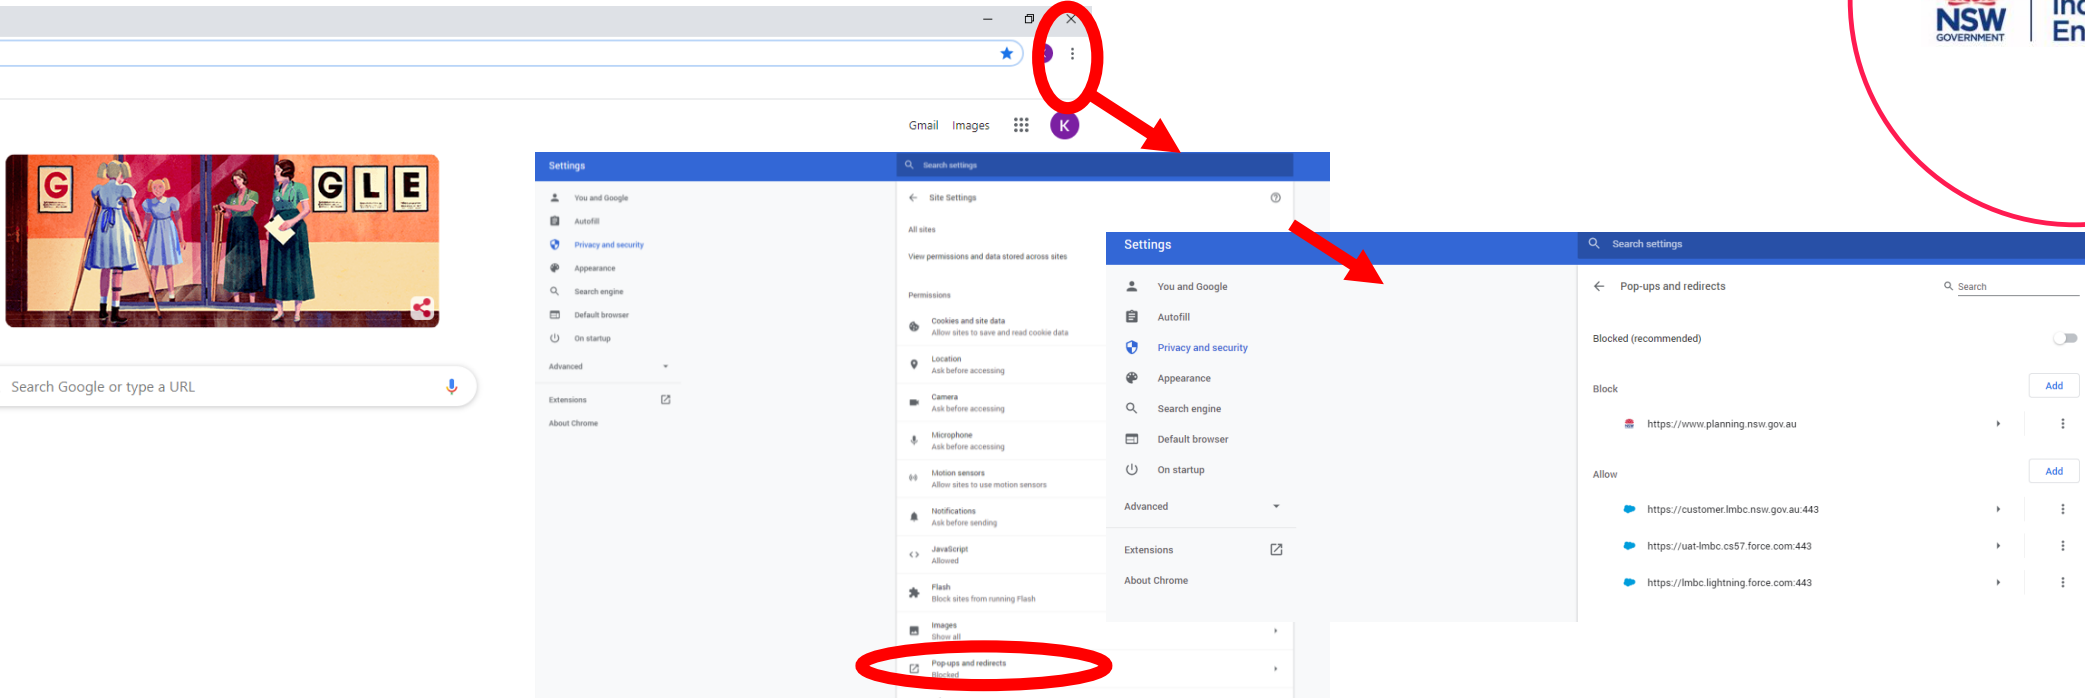 NSW
GOVERNMENT
Gmail Images
K
G G L E
Search Google or type a URL
Settings
Search settings
You and Google
Autofill
Privacy and security
Appearance
Search engine
Default browser
On startup
Advanced
Extensions
About Chrome
Site Settings
All sites
View permissions and data stored across sites
Permissions
Cookies and site data
Allow sites to save and read cookie data
Location
Ask before accessing
Camera
Ask before accessing
Microphone
Ask before accessing
Motion sensors
Allow sites to use motion sensors
Notifications
Ask before sending
JavaScript
Allowed
Flash
Block sites from running Flash
Images
Show all
Pop-ups and redirects
Blocked
Settings
Search settings
You and Google
Autofill
Privacy and security
Appearance
Search engine
Default browser
On startup
Advanced
Extensions
About Chrome
Pop-ups and redirects
Search
Blocked (recommended)
Block
Add
https://www.planning.nsw.gov.au
Allow
Add
https://customer.lmbc.nsw.gov.au:443
https://uat-lmbc.cs57.force.com:443
https://lmbc.lightning.force.com:443